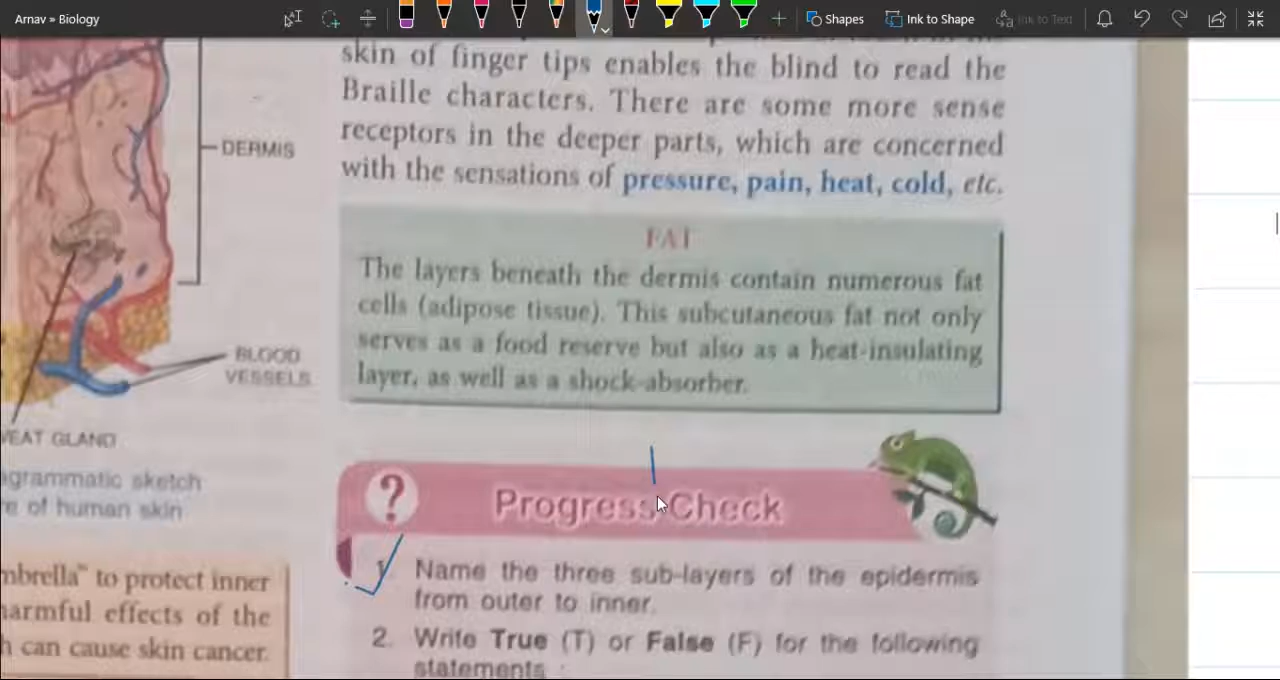 Arnav » Biology
Shapes
Ink to Shape
Ink to Text
skin of finger tips enables the blind to read the
Braille characters. There are some more sense
receptors in the deeper parts, which are concerned
with the sensations of pressure, pain, heat, cold, etc.
DERMIS
FAT
The layers beneath the dermis contain numerous fat
cells (adipose tissue). This subcutaneous fat not only
serves as a food reserve but also as a heat-insulating
layer, as well as a shock-absorber.
BLOOD
VESSELS
EAT GLAND
agrammatic sketch
e of human skin
? Progress Check
1. Name the three sub-layers of the epidermis
from outer to inner.
2. Write True (T) or False (F) for the following
statements :
mbrella" to protect inner
armful effects of the
h can cause skin cancer.